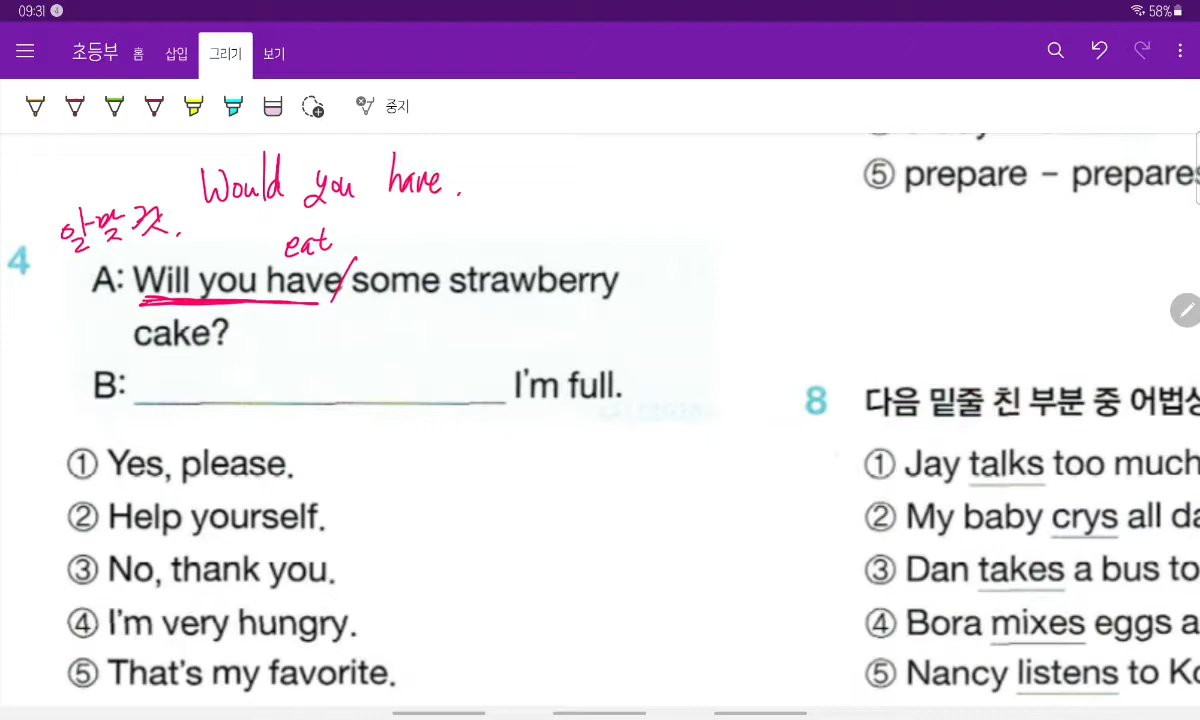 09:31 4 58%
초등부 홈 삽입 그리기 보기
중지
Would you have.
알맞 것.
eat
4
A: Will you have/some strawberry
cake?
B: ____________________ I'm full.
① Yes, please.
② Help yourself.
③ No, thank you.
④ I'm very hungry.
⑤ That's my favorite.
⑤ prepare – prepares
8 다음 밑줄 친 부분 중 어법상
① Jay talks too much
② My baby crys all da
③ Dan takes a bus to
④ Bora mixes eggs a
⑤ Nancy listens to Ko